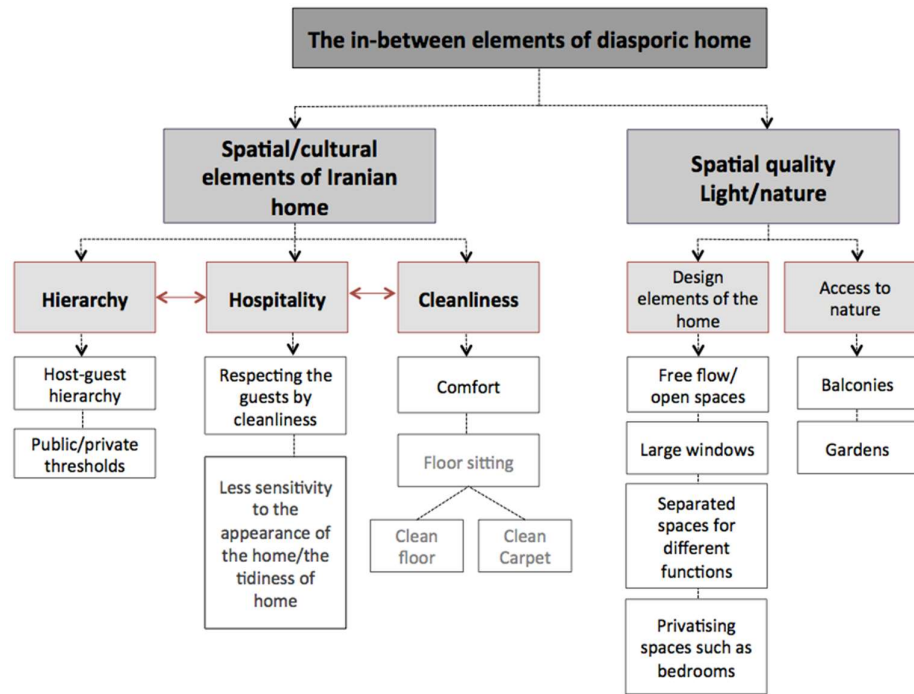 The in-between elements of diasporic home
Spatial/cultural
elements of Iranian
home
Spatial quality
Light/nature
Hierarchy
Hospitality
Cleanliness
Design
elements of the
home
Access to
nature
Host-guest
hierarchy
Public/private
thresholds
Respecting the
guests by
cleanliness
Less sensitivity
to the
appearance of
the home/the
tidiness of
home
Comfort
Floor sitting
Clean
floor
Clean
Carpet
Free flow/
open spaces
Large windows
Separated
spaces for
different
functions
Privatising
spaces such as
bedrooms
Balconies
Gardens